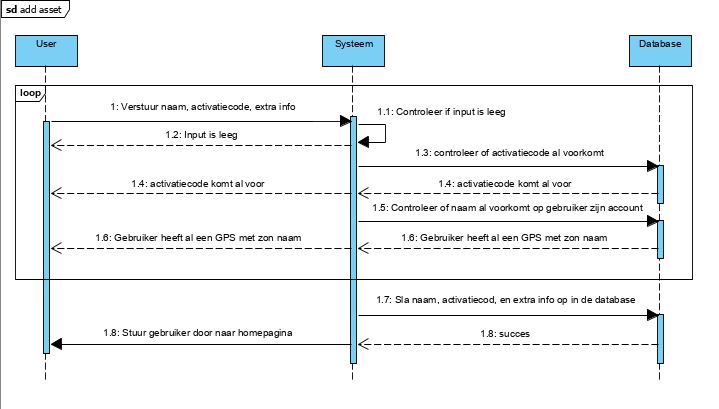 sd add asset
User
Systeem
Database
loop
1: Verstuur naam, activatiecode, extra info
1.1: Controleer if input is leeg
1.2: Input is leeg
1.3: controleer of activatiecode al voorkomt
1.4: activatiecode komt al voor
1.4: activatiecode komt al voor
1.5: Controleer of naam al voorkomt op gebruiker zijn account
1.6: Gebruiker heeft al een GPS met zon naam
1.6: Gebruiker heeft al een GPS met zon naam
1.7: Sla naam, activatiecod, en extra info op in de database
1.8: Stuur gebruiker door naar homepagina
1.8: succes